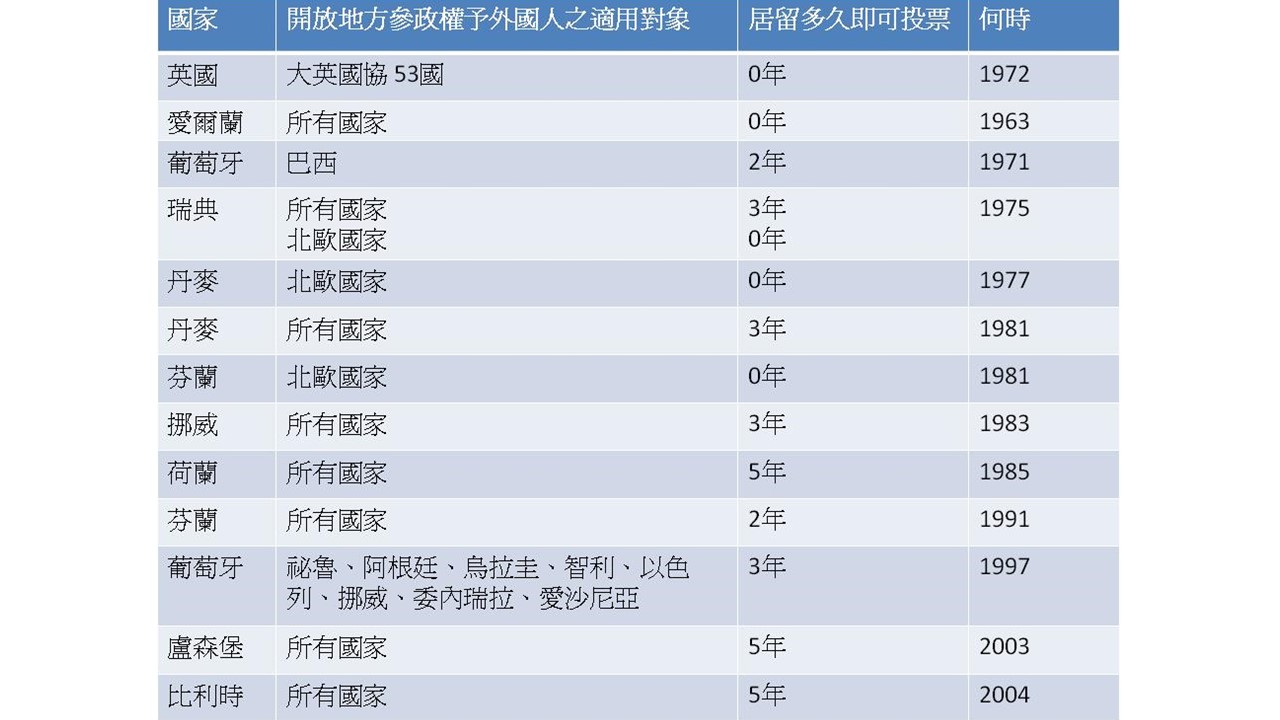 國家 開放地方參政權予外國人之適用對象 居留多久即可投票 何時
英國 大英國協 53國 0年 1972
愛爾蘭 所有國家 0年 1963
葡萄牙 巴西 2年 1971
瑞典 所有國家 3年 1975
北歐國家 0年
丹麥 北歐國家 0年 1977
丹麥 所有國家 3年 1981
芬蘭 北歐國家 0年 1981
挪威 所有國家 3年 1983
荷蘭 所有國家 5年 1985
芬蘭 所有國家 2年 1991
葡萄牙 祕魯、阿根廷、烏拉圭、智利、以色 3年 1997
列、挪威、委內瑞拉、愛沙尼亞
盧森堡 所有國家 5年 2003
比利時 所有國家 5年 2004